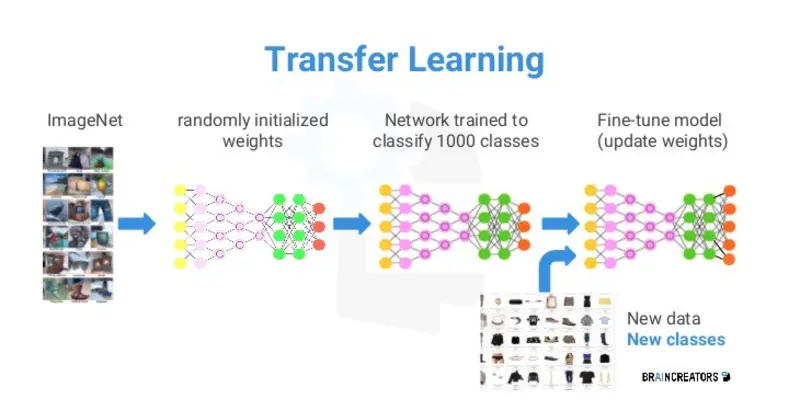 Transfer Learning
ImageNet
randomly initialized
weights
Network trained to
classify 1000 classes
Fine-tune model
(update weights)
New data
New classes
BRAINCREATORS